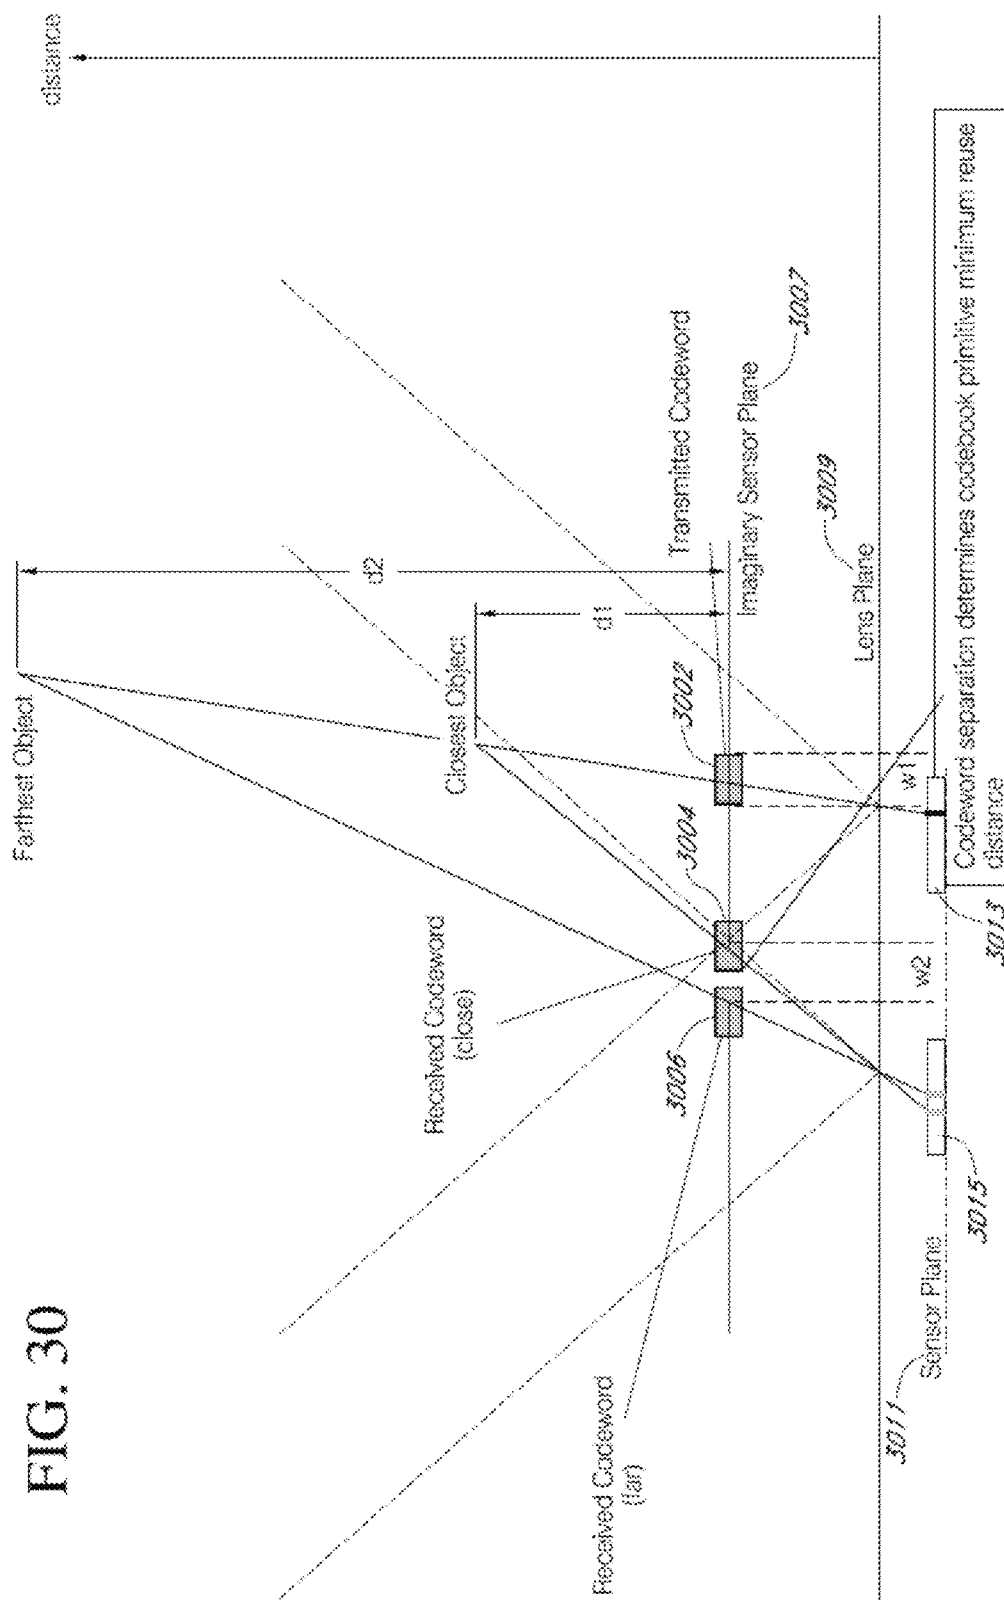 FIG. 30
distance
Farthest Object
Closest Object
d2
d1
Received Codeword
(close)
Transmitted Codeword
Imaginary Sensor Plane
3007
Received Codeword
(far)
3006
3004
3002
3009
Lens Plane
w2
w1
3011
Sensor Plane
3015
3013
Codeword separation determines codebook primitive minimum reuse
distance